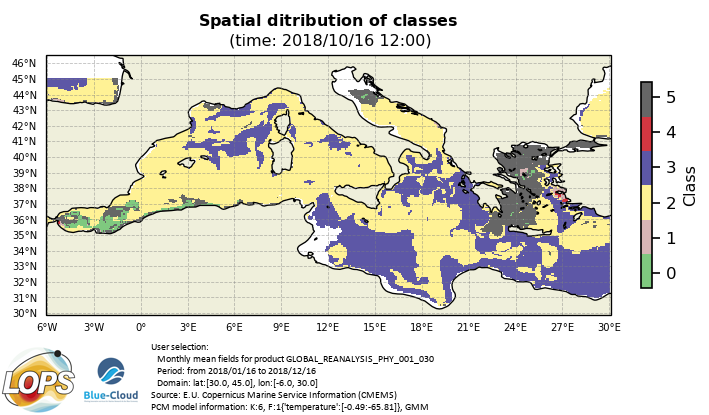 Spatial ditribution of classes
(time: 2018/10/16 12:00)
46°N
45°N
44°N
43°N
42°N
41°N
40°N
39°N
38°N
37°N
36°N
35°N
34°N
33°N
32°N
31°N
30°N
6°W 3°W 0° 3°E 6°E 9°E 12°E 15°E 18°E 21°E 24°E 27°E 30°E
5
4
3
2
1
0
Class
User selection:
Monthly mean fields for product GLOBAL_REANALYSIS_PHY_001_030
Period: from 2018/01/16 to 2018/12/16
Domain: lat:[30.0, 45.0], lon:[-6.0, 30.0]
Source: E.U. Copernicus Marine Service Information (CMEMS)
PCM model information: K:6, F:1{'temperature':[-0.49:-65.81]}, GMM
LOPS
Blue-Cloud